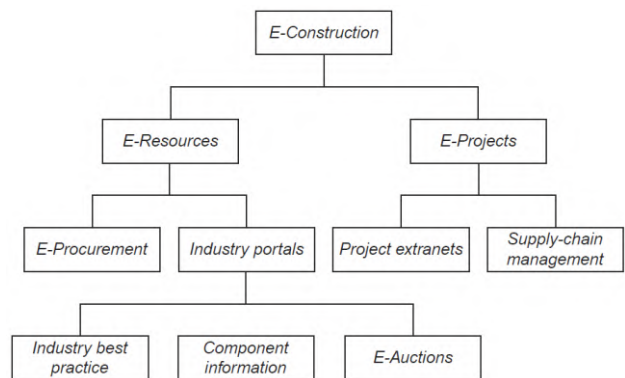 E-Construction
E-Resources
E-Projects
E-Procurement
Industry portals
Project extranets
Supply-chain
management
Industry best
practice
Component
information
E-Auctions